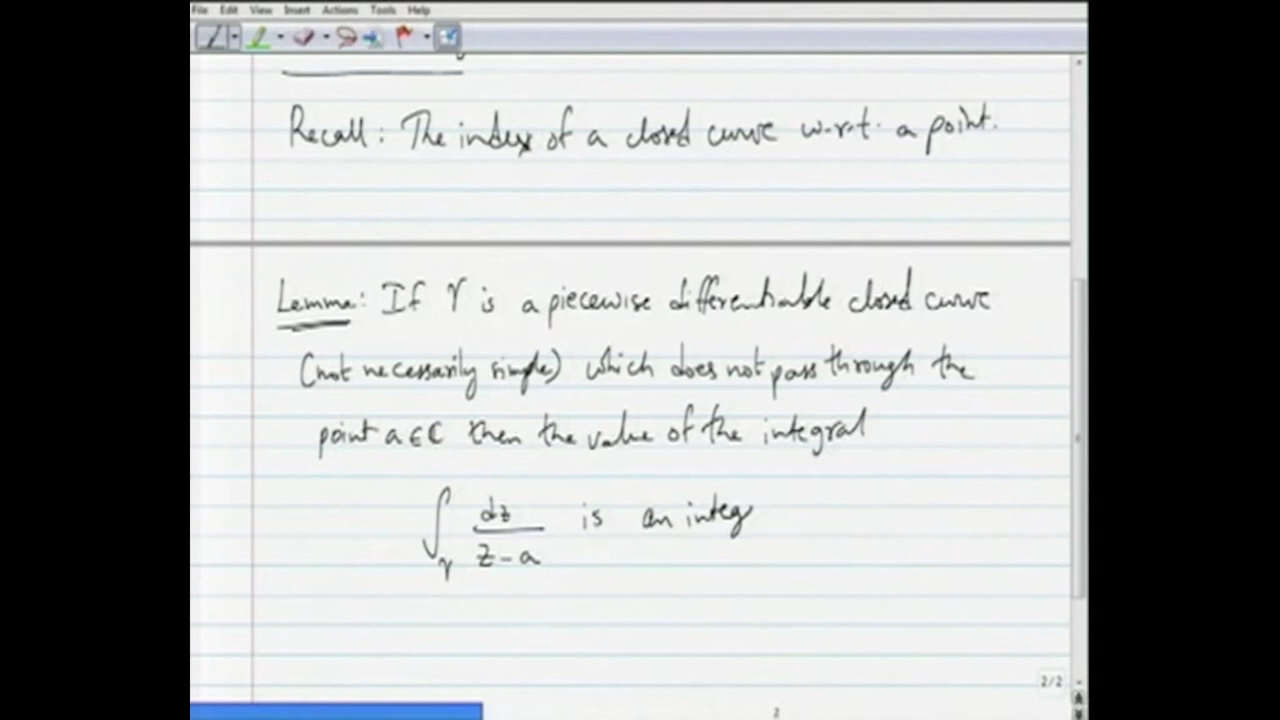 File Edit View Insert Actions Tools Help
Recall: The index of a closed curve w.r.t. a point.
Lemma: If γ is a piecewise differentiable closed curve
(not necessarily simple) which does not pass through the
point a ∈ ℂ then the value of the integral
∫_γ dz/(z-a) is an integ
2/2
2